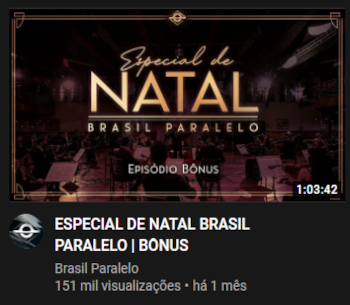 Especial de
NATAL
BRASIL PARALELO
EPISÓDIO BÔNUS
1:03:42
ESPECIAL DE NATAL BRASIL
PARALELO | BÔNUS
Brasil Paralelo
151 mil visualizações • há 1 mês